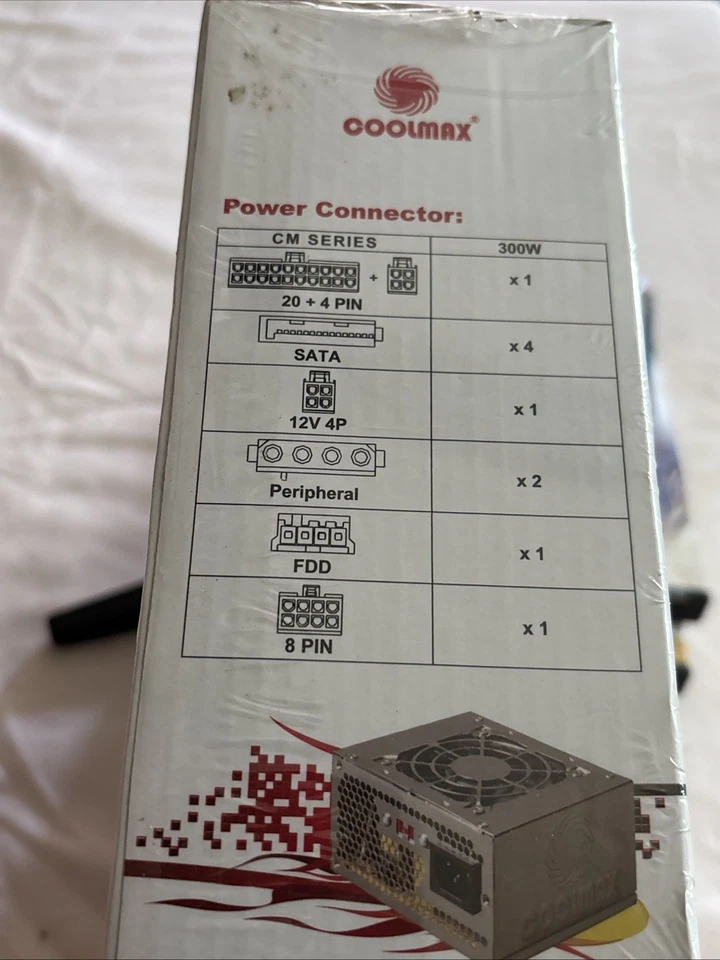 COOLMAX®
Power Connector:
CM SERIES 300W
+
20 + 4 PIN x 1
SATA x 4
12V 4P x 1
Peripheral x 2
FDD x 1
8 PIN x 1
COOLMAX